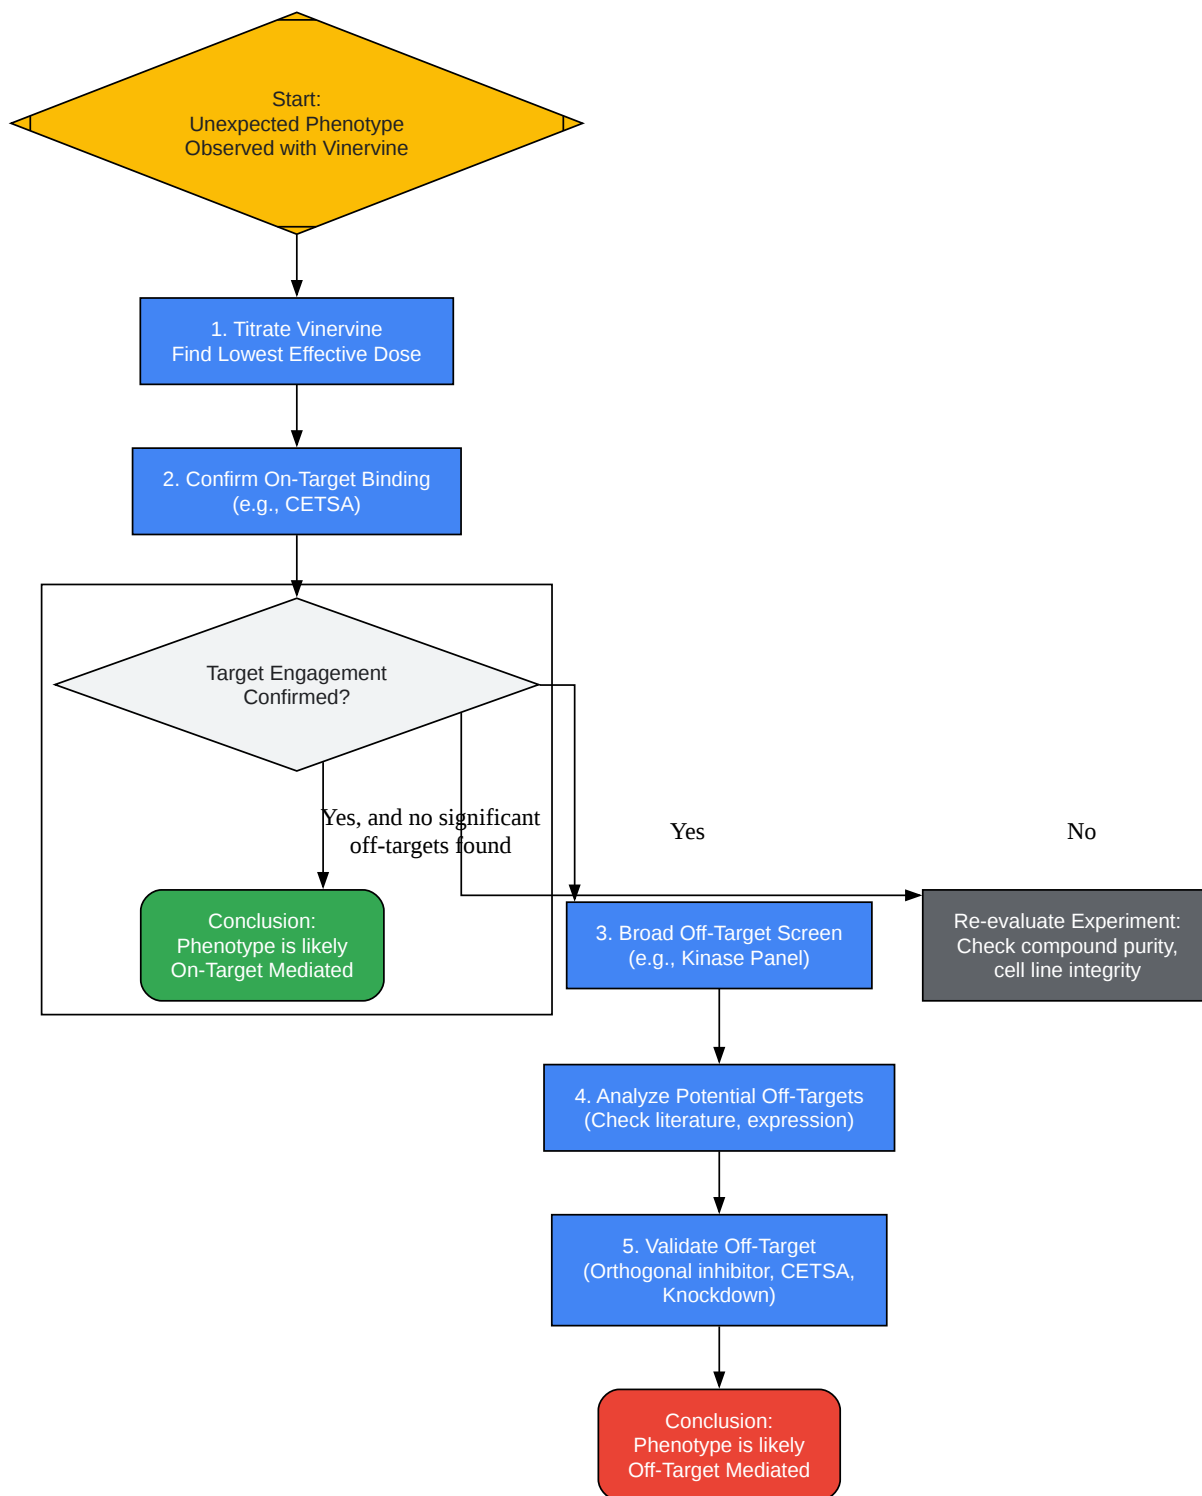 Start:
Unexpected Phenotype
Observed with Vinervine
1. Titrate Vinervine
Find Lowest Effective Dose
2. Confirm On-Target Binding
(e.g., CETSA)
Target Engagement
Confirmed?
Yes, and no significant
off-targets found
Yes
No
Conclusion:
Phenotype is likely
On-Target Mediated
3. Broad Off-Target Screen
(e.g., Kinase Panel)
Re-evaluate Experiment:
Check compound purity,
cell line integrity
4. Analyze Potential Off-Targets
(Check literature, expression)
5. Validate Off-Target
(Orthogonal inhibitor, CETSA,
Knockdown)
Conclusion:
Phenotype is likely
Off-Target Mediated